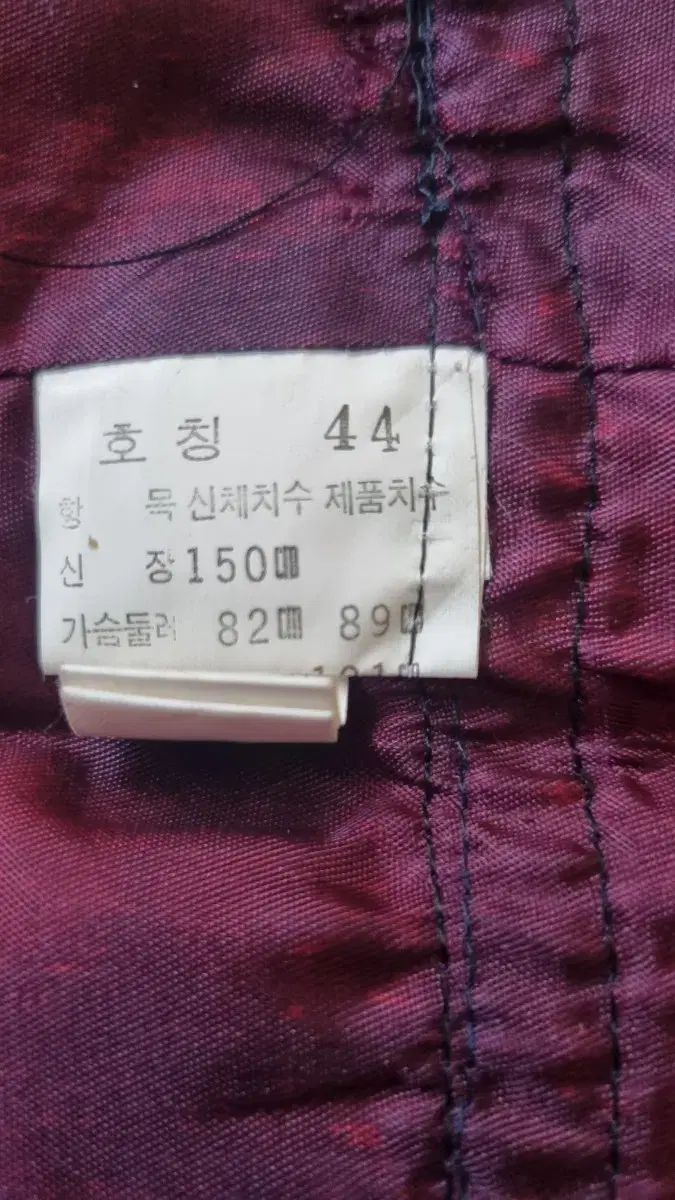 호칭 44
항 목 신체치수 제품치수
신 장 150㎝
가슴둘레 82㎝ 89㎝